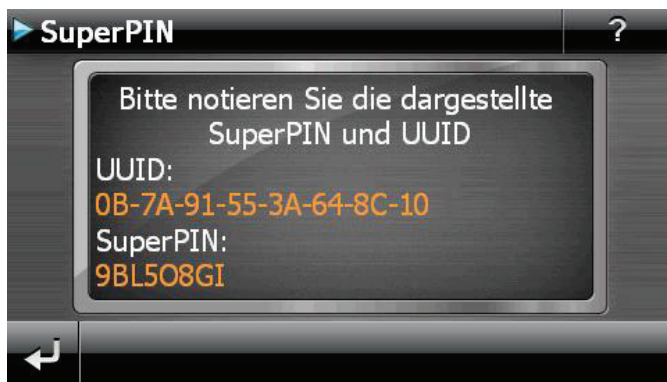 SuperPIN
?
Bitte notieren Sie die dargestellte
SuperPIN und UUID
UUID:
0B-7A-91-55-3A-64-8C-10
SuperPIN:
9BL5O8GI